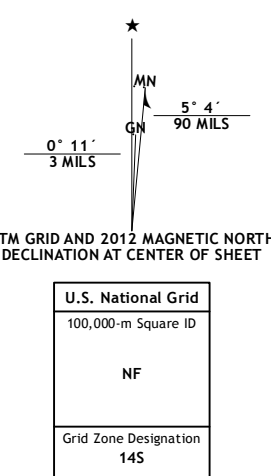 MN
5° 4´
90 MILS
GN
0° 11´
3 MILS
TM GRID AND 2012 MAGNETIC NORTH
DECLINATION AT CENTER OF SHEET
U.S. National Grid
100,000-m Square ID
NF
Grid Zone Designation
14S